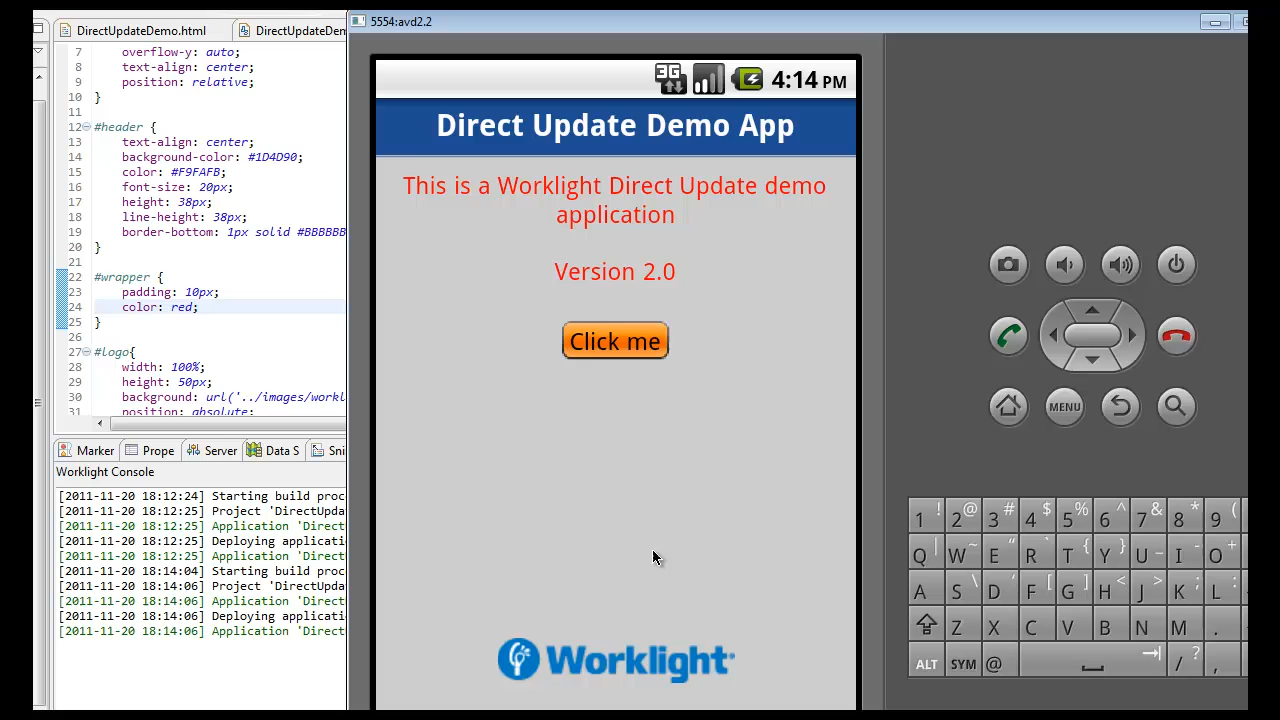 DirectUpdateDemo.html
DirectUpdateDem
7 overflow-y: auto;
8 text-align: center;
9 position: relative;
10 }
11
12 #header {
13 text-align: center;
14 background-color: #1D4D90;
15 color: #F9FAFB;
16 font-size: 20px;
17 height: 38px;
18 line-height: 38px;
19 border-bottom: 1px solid #BBBBBB
20 }
21
22 #wrapper {
23 padding: 10px;
24 color: red;
25 }
26
27 #logo{
28 width: 100%;
29 height: 50px;
30 background: url('../images/workl
31 position: absolute;
Marker Prope Server Data S Sni
Worklight Console
[2011-11-20 18:12:24] Starting build proc
[2011-11-20 18:12:25] Project 'DirectUpda
[2011-11-20 18:12:25] Application 'Direct
[2011-11-20 18:12:25] Deploying applicati
[2011-11-20 18:12:25] Application 'Direct
[2011-11-20 18:14:04] Starting build proc
[2011-11-20 18:14:06] Project 'DirectUpda
[2011-11-20 18:14:06] Application 'Direct
[2011-11-20 18:14:06] Deploying applicati
[2011-11-20 18:14:06] Application 'Direct
5554:avd2.2
3G 4:14 PM
Direct Update Demo App
This is a Worklight Direct Update demo
application
Version 2.0
Click me
Worklight
MENU
1 ! 2 @ 3 # 4 $ 5 % 6 ^ 7 & 8 * 9 (
Q | W ~ E " R ` T { Y } U _ I - O +
A S \ D ' F [ G ] H < J > K ; L :
Z X C V B N M .
ALT SYM @ / ? ,